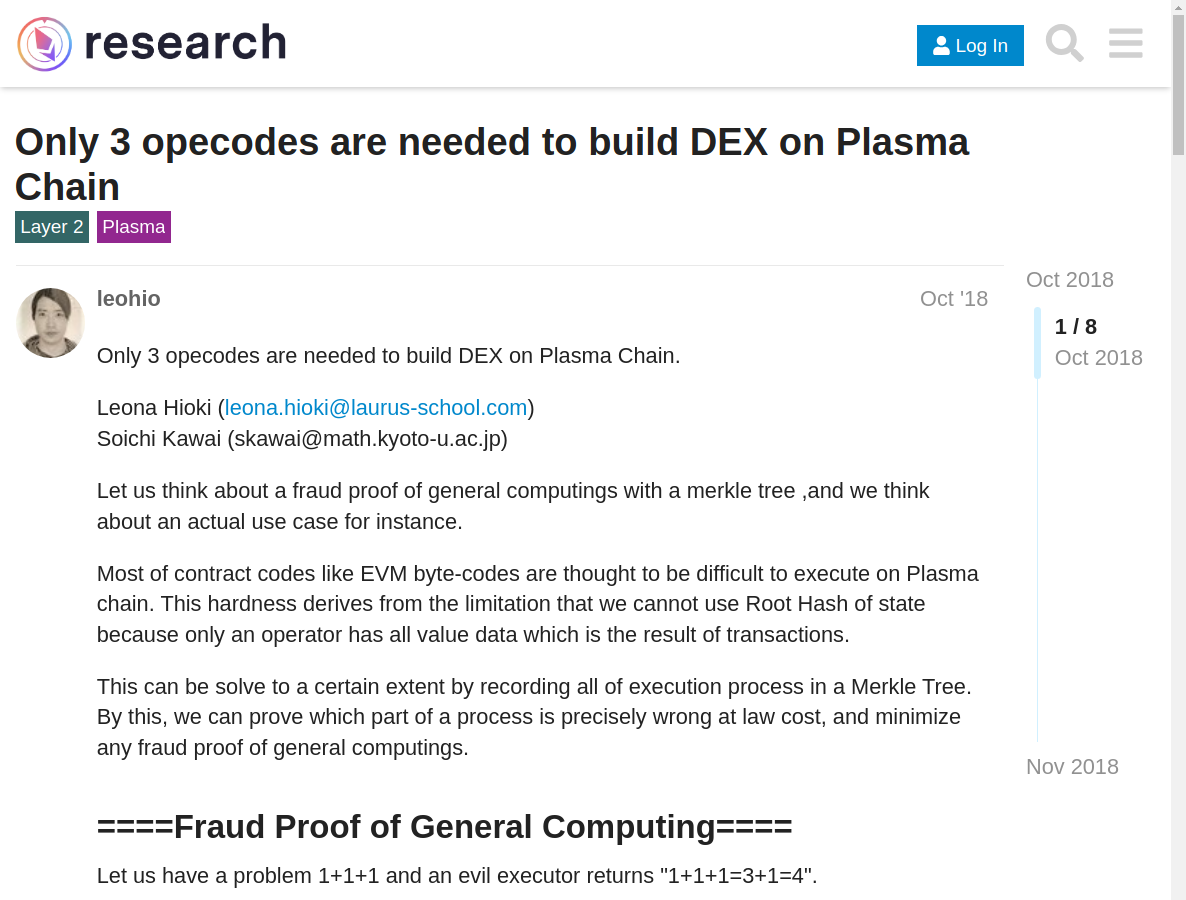 research
Log In
Only 3 opecodes are needed to build DEX on Plasma
Chain
Layer 2 Plasma
leohio
Oct '18
Only 3 opecodes are needed to build DEX on Plasma Chain.
Leona Hioki (leona.hioki@laurus-school.com)
Soichi Kawai (skawai@math.kyoto-u.ac.jp)
Let us think about a fraud proof of general computings with a merkle tree ,and we think
about an actual use case for instance.
Most of contract codes like EVM byte-codes are thought to be difficult to execute on Plasma
chain. This hardness derives from the limitation that we cannot use Root Hash of state
because only an operator has all value data which is the result of transactions.
This can be solve to a certain extent by recording all of execution process in a Merkle Tree.
By this, we can prove which part of a process is precisely wrong at law cost, and minimize
any fraud proof of general computings.
====Fraud Proof of General Computing====
Let us have a problem 1+1+1 and an evil executor returns "1+1+1=3+1=4".
Oct 2018
1 / 8
Oct 2018
Nov 2018